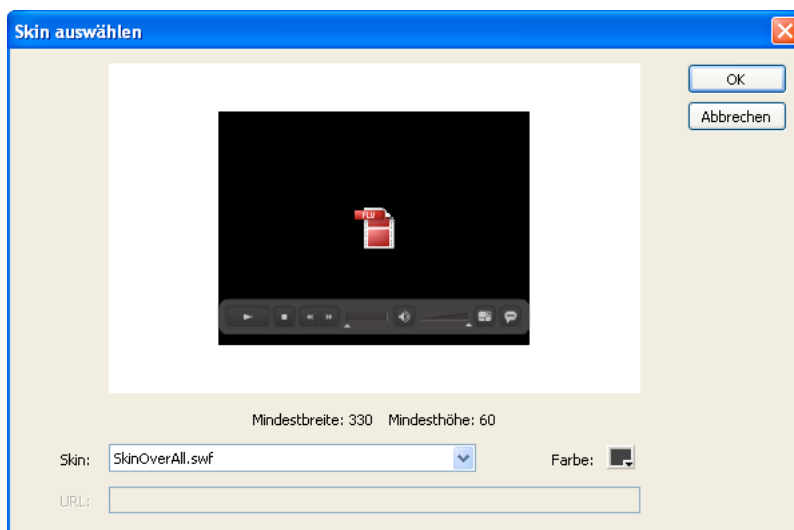 Skin auswählen
OK
Abbrechen
FLV
Mindestbreite: 330 Mindesthöhe: 60
Skin: SkinOverAll.swf Farbe:
URL: